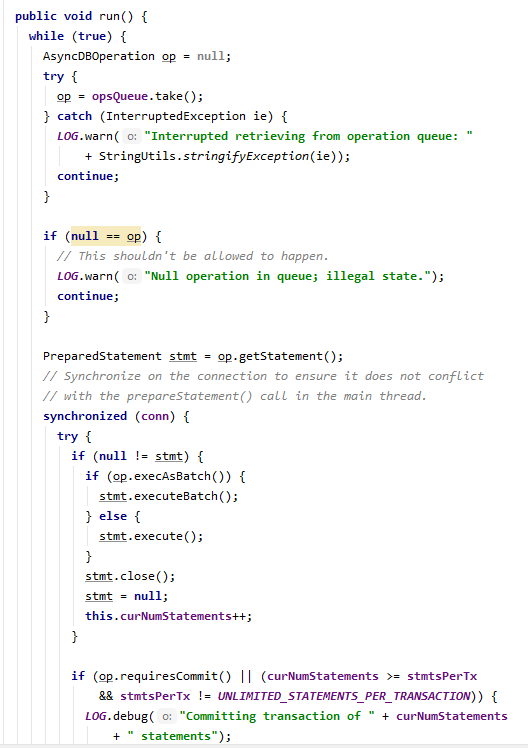 public void run() {
while (true) {
AsyncDBOperation op = null;
try {
op = opsQueue.take();
} catch (InterruptedException ie) {
LOG.warn( o: "Interrupted retrieving from operation queue: "
+ StringUtils.stringifyException(ie));
continue;
}
if (null == op) {
// This shouldn't be allowed to happen.
LOG.warn( o: "Null operation in queue; illegal state.");
continue;
}
PreparedStatement stmt = op.getStatement();
// Synchronize on the connection to ensure it does not conflict
// with the prepareStatement() call in the main thread.
synchronized (conn) {
try {
if (null != stmt) {
if (op.execAsBatch()) {
stmt.executeBatch();
} else {
stmt.execute();
}
stmt.close();
stmt = null;
this.curNumStatements++;
}
if (op.requiresCommit() || (curNumStatements >= stmtsPerTx
&& stmtsPerTx != UNLIMITED_STATEMENTS_PER_TRANSACTION)) {
LOG.debug( o: "Committing transaction of " + curNumStatements
+ " statements");